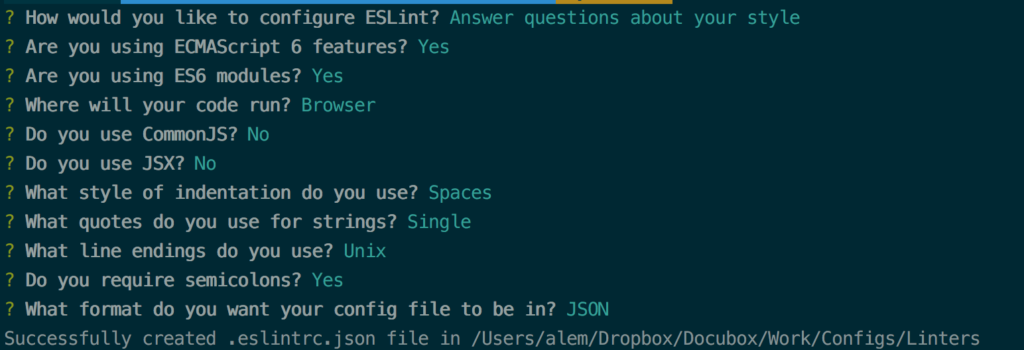 ? How would you like to configure ESLint? Answer questions about your style
? Are you using ECMAScript 6 features? Yes
? Are you using ES6 modules? Yes
? Where will your code run? Browser
? Do you use CommonJS? No
? Do you use JSX? No
? What style of indentation do you use? Spaces
? What quotes do you use for strings? Single
? What line endings do you use? Unix
? Do you require semicolons? Yes
? What format do you want your config file to be in? JSON
Successfully created .eslintrc.json file in /Users/alem/Dropbox/Docubox/Work/Configs/Linters